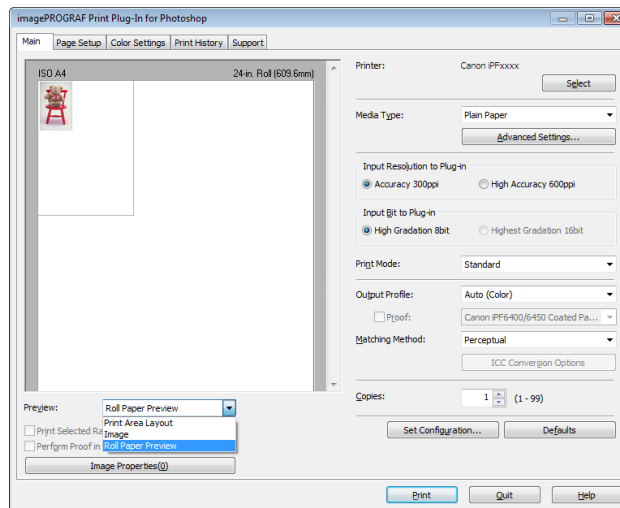 imagePROGRAF Print Plug-In for Photoshop
Main Page Setup Color Settings Print History Support
ISO A4 24-in. Roll (609.6mm)
Printer: Canon iPFxxxx
Select
Media Type: Plain Paper
Advanced Settings...
Input Resolution to Plug-in
Accuracy 300ppi High Accuracy 600ppi
Input Bit to Plug-in
High Gradation 8bit Highest Gradation 16bit
Print Mode: Standard
Output Profile: Auto (Color)
Proof: Canon iPF6400/6450 Coated Pa...
Matching Method: Perceptual
ICC Conversion Options
Copies: 1 (1 - 99)
Set Configuration... Defaults
Preview: Roll Paper Preview
Print Area Layout
Print Selected Ra
Image
Perform Proof in
Roll Paper Preview
Image Properties(0)
Print Quit Help